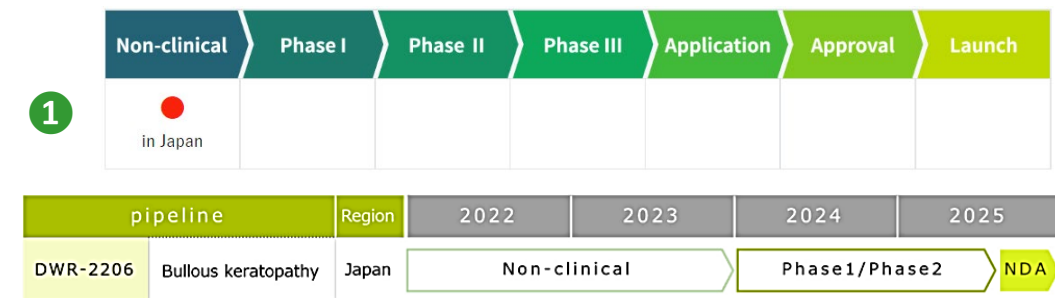 Non-clinical Phase I Phase II Phase III Application Approval Launch
1
in Japan
pipeline Region 2022 2023 2024 2025
DWR-2206 Bullous keratopathy Japan Non-clinical Phase1/Phase2 NDA